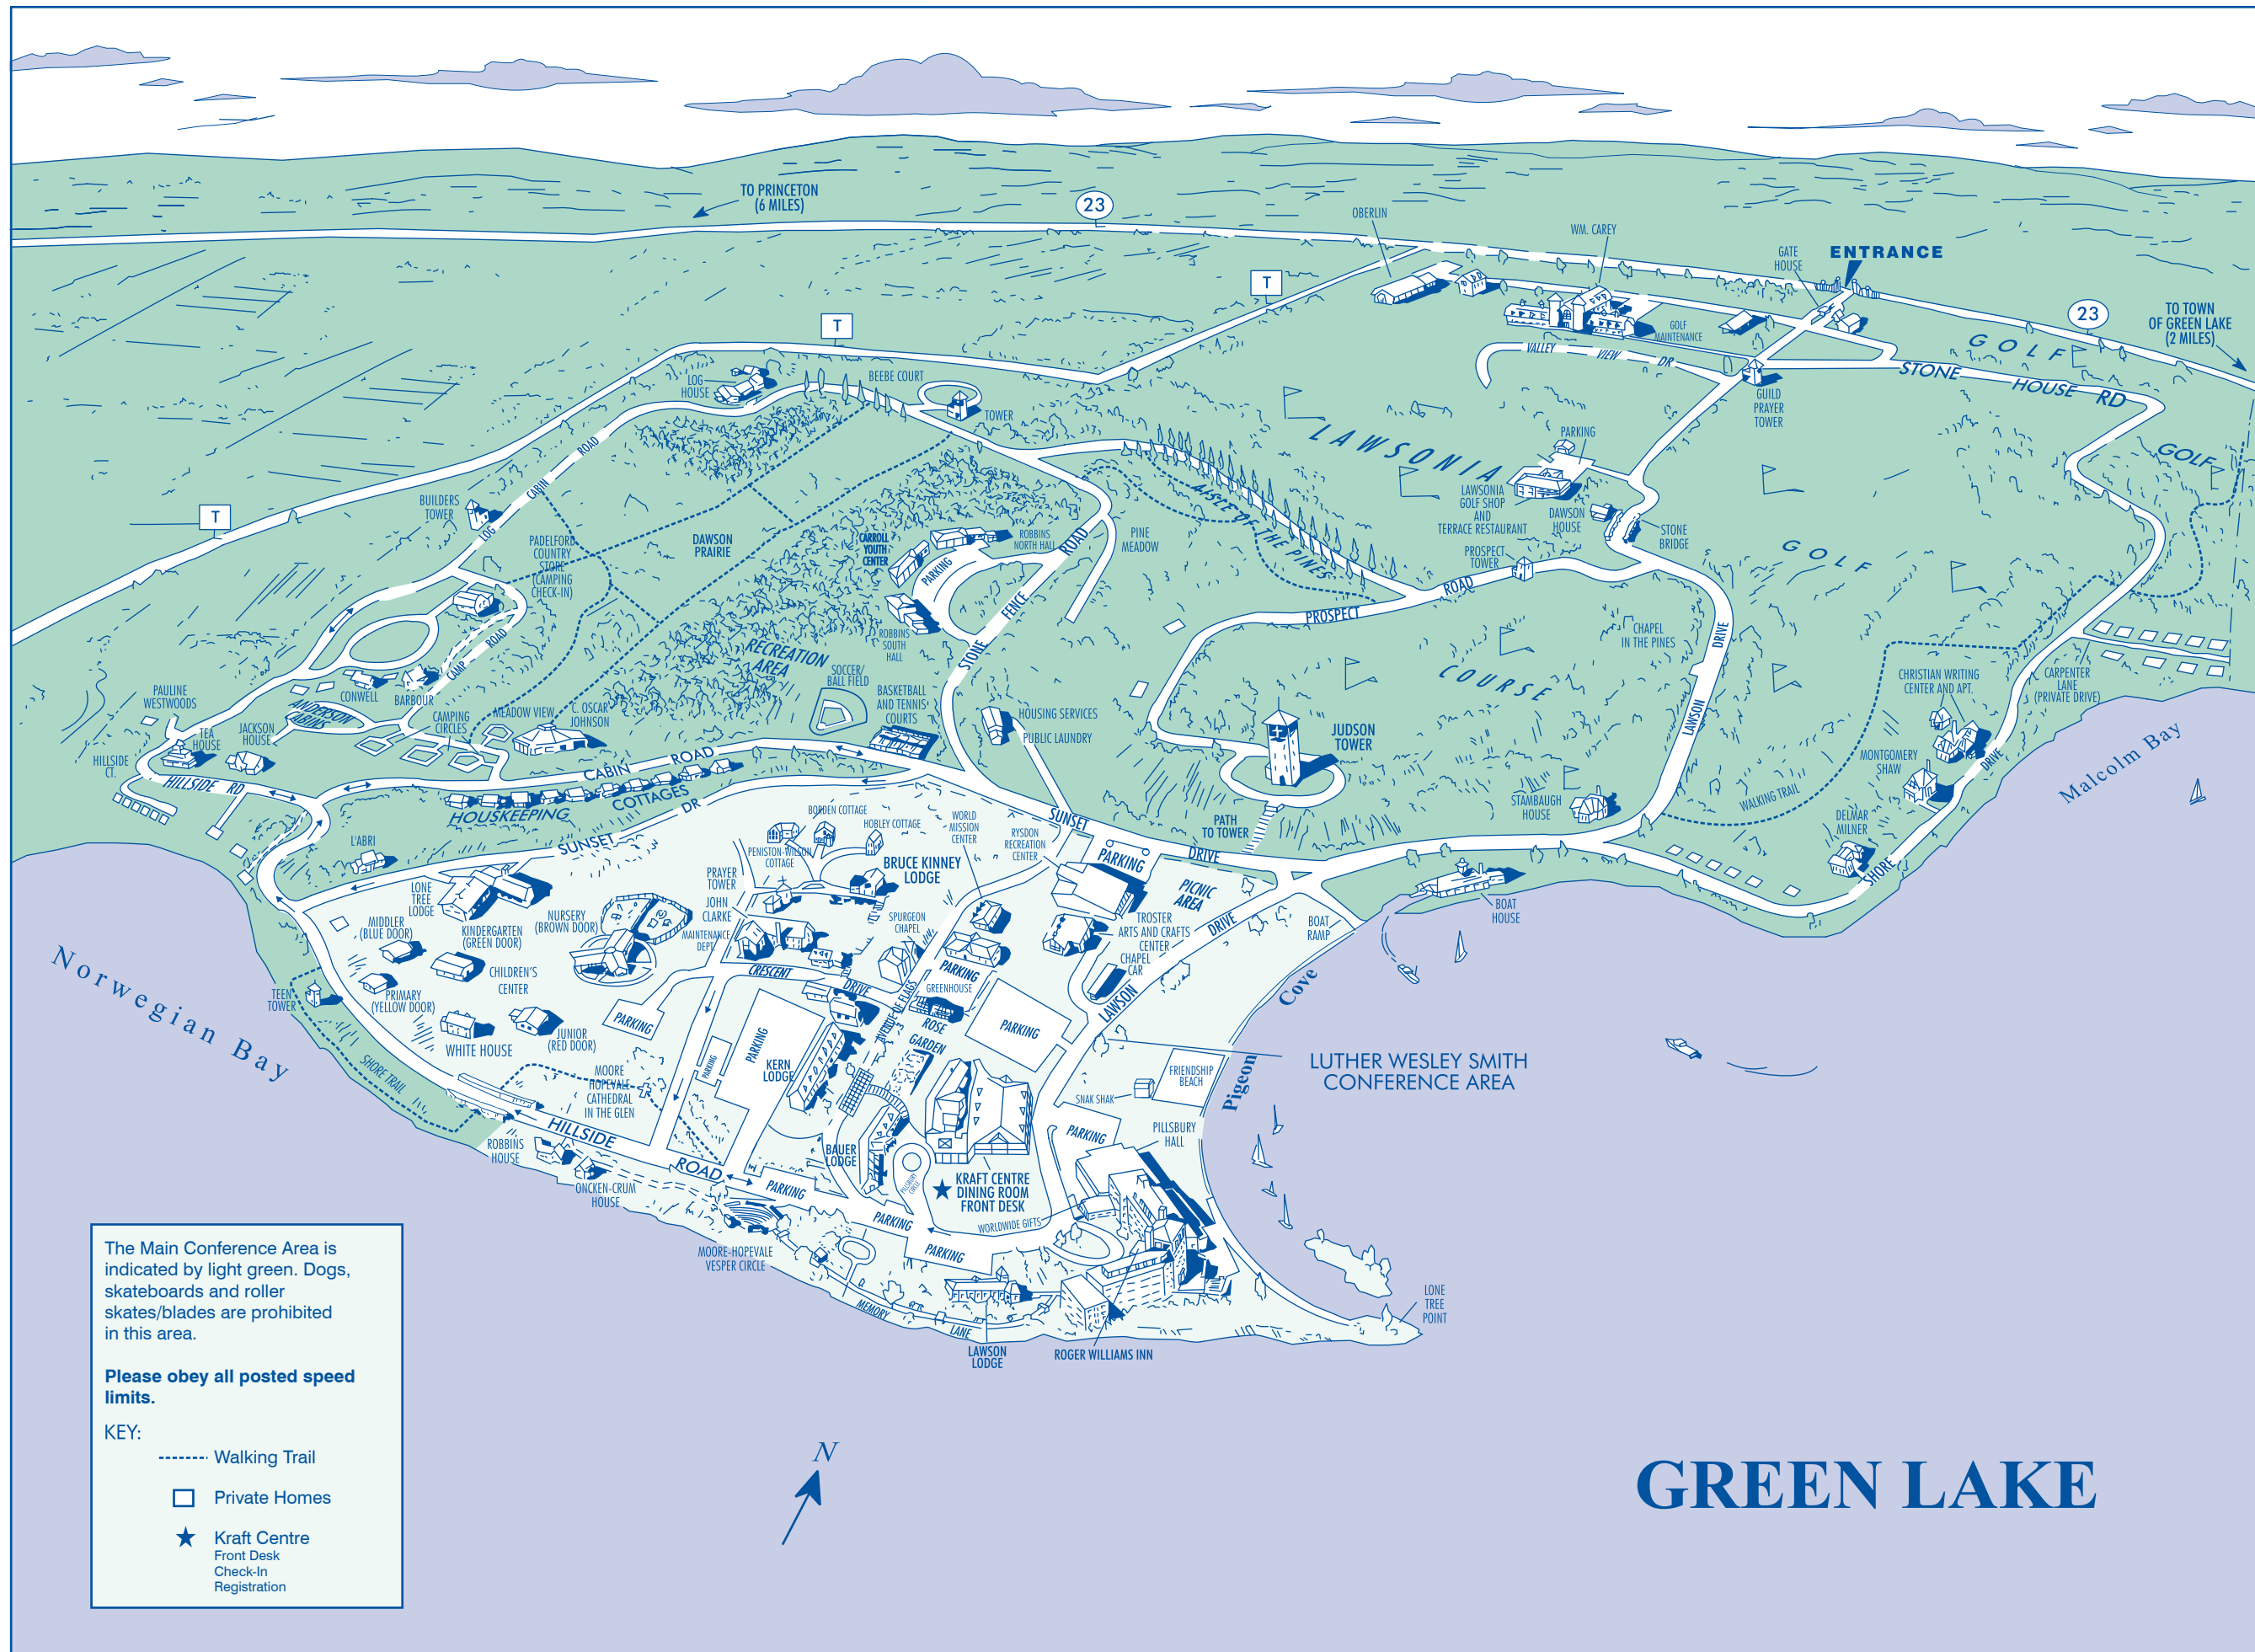 TO PRINCETON
(6 MILES)
23
OBERLIN
WM. CAREY
GATE
HOUSE
ENTRANCE
T
T
T
23
TO TOWN
OF GREEN LAKE
(2 MILES)
GOLF
MAINTENANCE
GOLF
VALLEY VIEW DR
STONE HOUSE RD
GUILD
PRAYER
TOWER
LOG
HOUSE
BEEBE COURT
TOWER
LAWSONIA
PARKING
GOLF
LOG CABIN ROAD
BUILDERS
TOWER
PADELFORD
COUNTRY
STORE
(CAMPING
CHECK-IN)
DAWSON
PRAIRIE
CARROLL
YOUTH
CENTER
ROBBINS
NORTH HALL
PARKING
PINE
MEADOW
AISLE OF THE PINES
LAWSONIA
GOLF SHOP
AND
TERRACE RESTAURANT
DAWSON
HOUSE
STONE
BRIDGE
PROSPECT
TOWER
GOLF
PROSPECT ROAD
STONE FENCE ROAD
ROBBINS
SOUTH
HALL
RECREATION
AREA
SOCCER/
BALL FIELD
BASKETBALL
AND TENNIS
COURTS
CHAPEL
IN THE PINES
COURSE
LAWSON DRIVE
CHRISTIAN WRITING
CENTER AND APT.
CARPENTER
LANE
(PRIVATE DRIVE)
PAULINE
WESTWOODS
CAMP ROAD
CONWELL
BARBOUR
ANDERSON
CABINS
CAMPING
CIRCLES
MEADOW VIEW
C. OSCAR
JOHNSON
TEA
HOUSE
JACKSON
HOUSE
HILLSIDE
CT.
HILLSIDE RD
HOUSING SERVICES
PUBLIC LAUNDRY
JUDSON
TOWER
MONTGOMERY
SHAW
SHORE DRIVE
Malcolm Bay
CABIN ROAD
HOUSKEEPING COTTAGES
SUNSET DR
STAMBAUGH
HOUSE
WALKING TRAIL
DELMAR
MILNER
PATH
TO TOWER
BORDEN COTTAGE
HOBLEY COTTAGE
PENISTON-WILSON
COTTAGE
WORLD
MISSION
CENTER
RYSDON
RECREATION
CENTER
SUNSET DRIVE
PARKING
L'ABRI
LONE
TREE
LODGE
BRUCE KINNEY
LODGE
PRAYER
TOWER
JOHN
CLARKE
PICNIC
AREA
BOAT
HOUSE
BOAT
RAMP
MIDDLER
(BLUE DOOR)
KINDERGARTEN
(GREEN DOOR)
NURSERY
(BROWN DOOR)
MAINTENANCE
DEPT.
SPURGEON
CHAPEL
TROSTER
ARTS AND CRAFTS
CENTER
CHAPEL
CAR
LAWSON DRIVE
CHILDREN'S
CENTER
PRIMARY
(YELLOW DOOR)
TEEN
TOWER
CRESCENT DRIVE
PARKING
GREENHOUSE
AVENUE OF FLAGS
ROSE
GARDEN
PARKING
PARKING
Norwegian Bay
WHITE HOUSE
JUNIOR
(RED DOOR)
PARKING
PARKING
KERN
LODGE
Pigeon Cove
LUTHER WESLEY SMITH
CONFERENCE AREA
SHORE TRAIL
MOORE
HOPEVALE
CATHEDRAL
IN THE GLEN
FRIENDSHIP
BEACH
SNAK SHAK
PARKING
PILLSBURY
HALL
HILLSIDE ROAD
ROBBINS
HOUSE
ONCKEN-CRUM
HOUSE
BAUER
LODGE
PILLSBURY
CIRCLE
KRAFT CENTRE
DINING ROOM
FRONT DESK
PARKING
PARKING
PARKING
WORLDWIDE GIFTS
MOORE-HOPEVALE
VESPER CIRCLE
MEMORY LANE
LAWSON
LODGE
ROGER WILLIAMS INN
LONE
TREE
POINT
The Main Conference Area is
indicated by light green. Dogs,
skateboards and roller
skates/blades are prohibited
in this area.
Please obey all posted speed
limits.
KEY:
Walking Trail
Private Homes
Kraft Centre
Front Desk
Check-In
Registration
N
GREEN LAKE